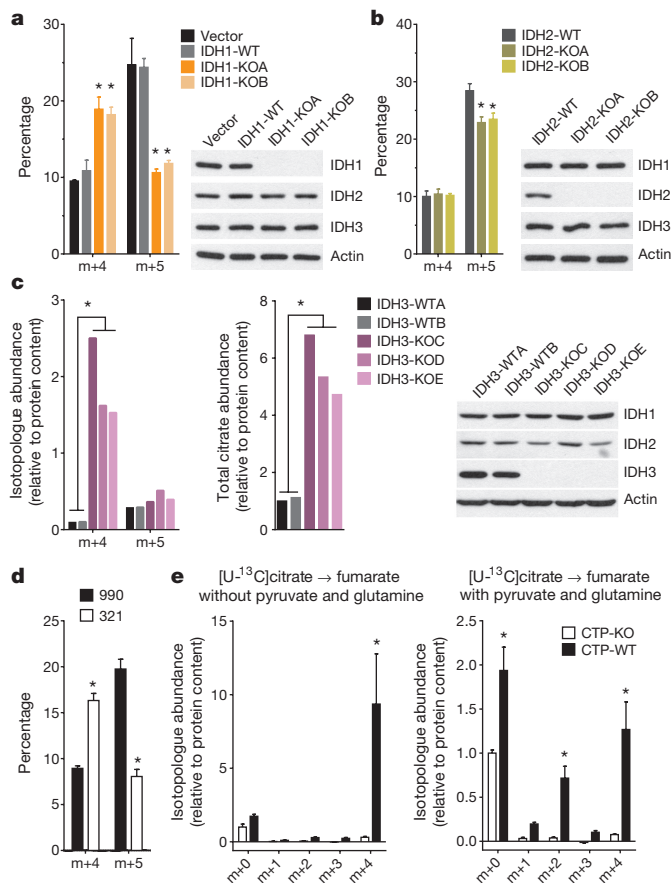 a
Percentage
30
20
10
0
m+4
m+5
* *
* *
Vector
IDH1-WT
IDH1-KOA
IDH1-KOB
Vector
IDH1-WT
IDH1-KOA
IDH1-KOB
IDH1
IDH2
IDH3
Actin
b
Percentage
40
30
20
10
0
m+4
m+5
* *
IDH2-WT
IDH2-KOA
IDH2-KOB
IDH2-WT
IDH2-KOA
IDH2-KOB
IDH1
IDH2
IDH3
Actin
c
Isotopologue abundance
(relative to protein content)
3
2
1
0
m+4
m+5
*
Total citrate abundance
(relative to protein content)
8
6
4
2
0
*
IDH3-WTA
IDH3-WTB
IDH3-KOC
IDH3-KOD
IDH3-KOE
IDH3-WTA
IDH3-WTB
IDH3-KOC
IDH3-KOD
IDH3-KOE
IDH1
IDH2
IDH3
Actin
d
990
321
Percentage
25
20
15
10
5
0
m+4
m+5
*
*
e
[U-¹³C]citrate → fumarate
without pyruvate and glutamine
Isotopologue abundance
(relative to protein content)
15
10
5
0
m+0
m+1
m+2
m+3
m+4
*
[U-¹³C]citrate → fumarate
with pyruvate and glutamine
Isotopologue abundance
(relative to protein content)
2.5
2.0
1.5
1.0
0.5
0.0
m+0
m+1
m+2
m+3
m+4
*
*
*
CTP-KO
CTP-WT